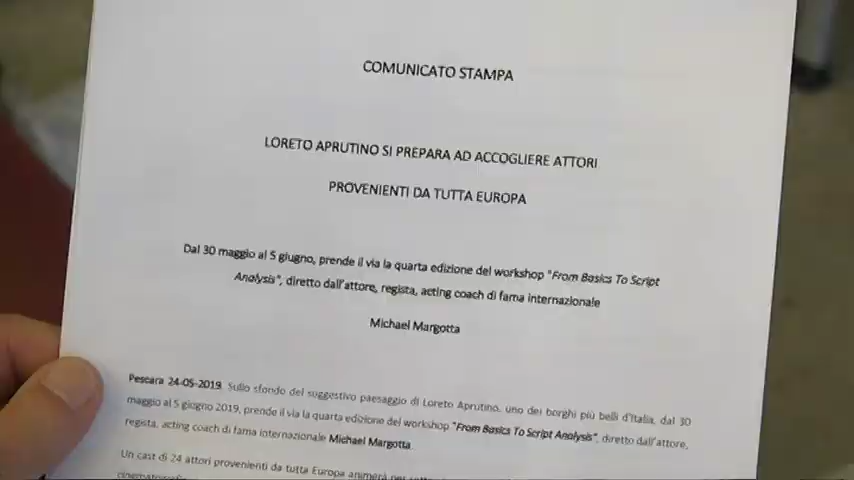 COMUNICATO STAMPA
LORETO APRUTINO SI PREPARA AD ACCOGLIERE ATTORI
PROVENIENTI DA TUTTA EUROPA
Dal 30 maggio al 5 giugno, prende il via la quarta edizione del workshop "From Basics To Script
Analysis", diretto dall'attore, regista, acting coach di fama internazionale
Michael Margotta
Pescara 24-05-2019. Sullo sfondo del suggestivo paesaggio di Loreto Aprutino, uno dei borghi più belli d'Italia, dal 30
maggio al 5 giugno 2019, prende il via la quarta edizione del workshop "From Basics To Script Analysis", diretto dall'attore,
regista, acting coach di fama internazionale Michael Margotta.
Un cast di 24 attori provenienti da tutta Europa animerà per